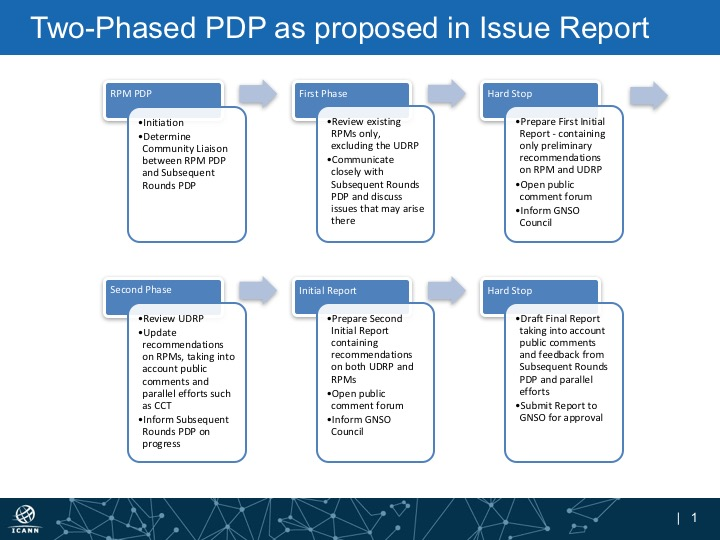 Two-Phased PDP as proposed in Issue Report
RPM PDP
•Initiation
•Determine
Community Liaison
between RPM PDP
and Subsequent
Rounds PDP
First Phase
•Review existing
RPMs only,
excluding the UDRP
•Communicate
closely with
Subsequent Rounds
PDP and discuss
issues that may arise
there
Hard Stop
•Prepare First Initial
Report - containing
only preliminary
recommendations
on RPM and UDRP
•Open public
comment forum
•Inform GNSO
Council
Second Phase
•Review UDRP
•Update
recommendations
on RPMs, taking into
account public
comments and
parallel efforts such
as CCT
•Inform Subsequent
Rounds PDP on
progress
Initial Report
•Prepare Second
Initial Report
containing
recommendations
on both UDRP and
RPMs
•Open public
comment forum
•Inform GNSO
Council
Hard Stop
•Draft Final Report
taking into account
public comments
and feedback from
Subsequent Rounds
PDP and parallel
efforts
•Submit Report to
GNSO for approval
ICANN
| 1